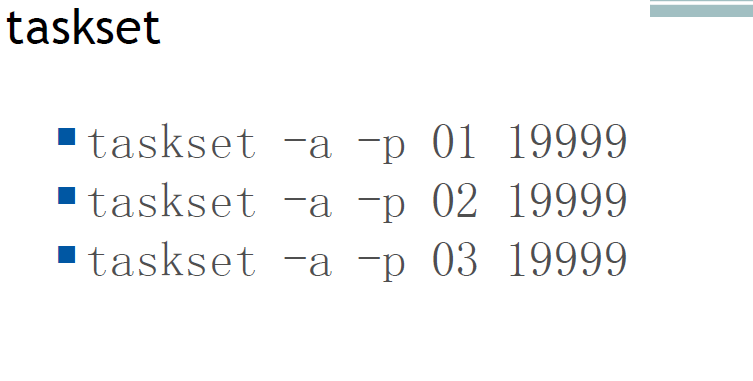 taskset
taskset -a -p 01 19999
taskset -a -p 02 19999
taskset -a -p 03 19999